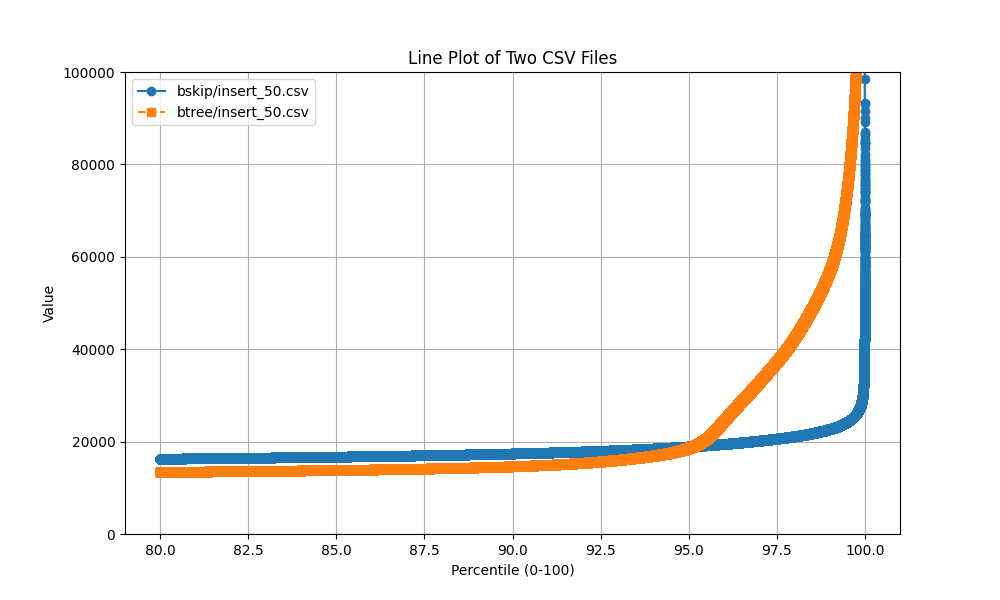 Line Plot of Two CSV Files
bskip/insert_50.csv
btree/insert_50.csv
100000
80000
60000
40000
20000
0
Value
80.0 82.5 85.0 87.5 90.0 92.5 95.0 97.5 100.0
Percentile (0-100)